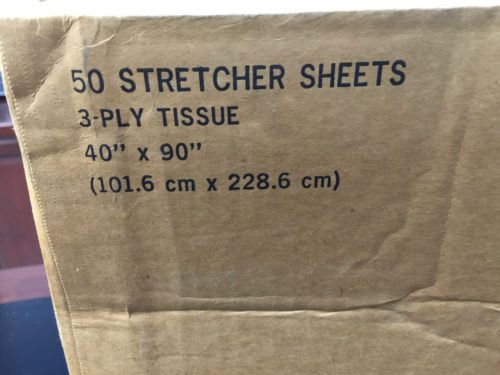 50 STRETCHER SHEETS
3-PLY TISSUE
40" x 90"
(101.6 cm x 228.6 cm)